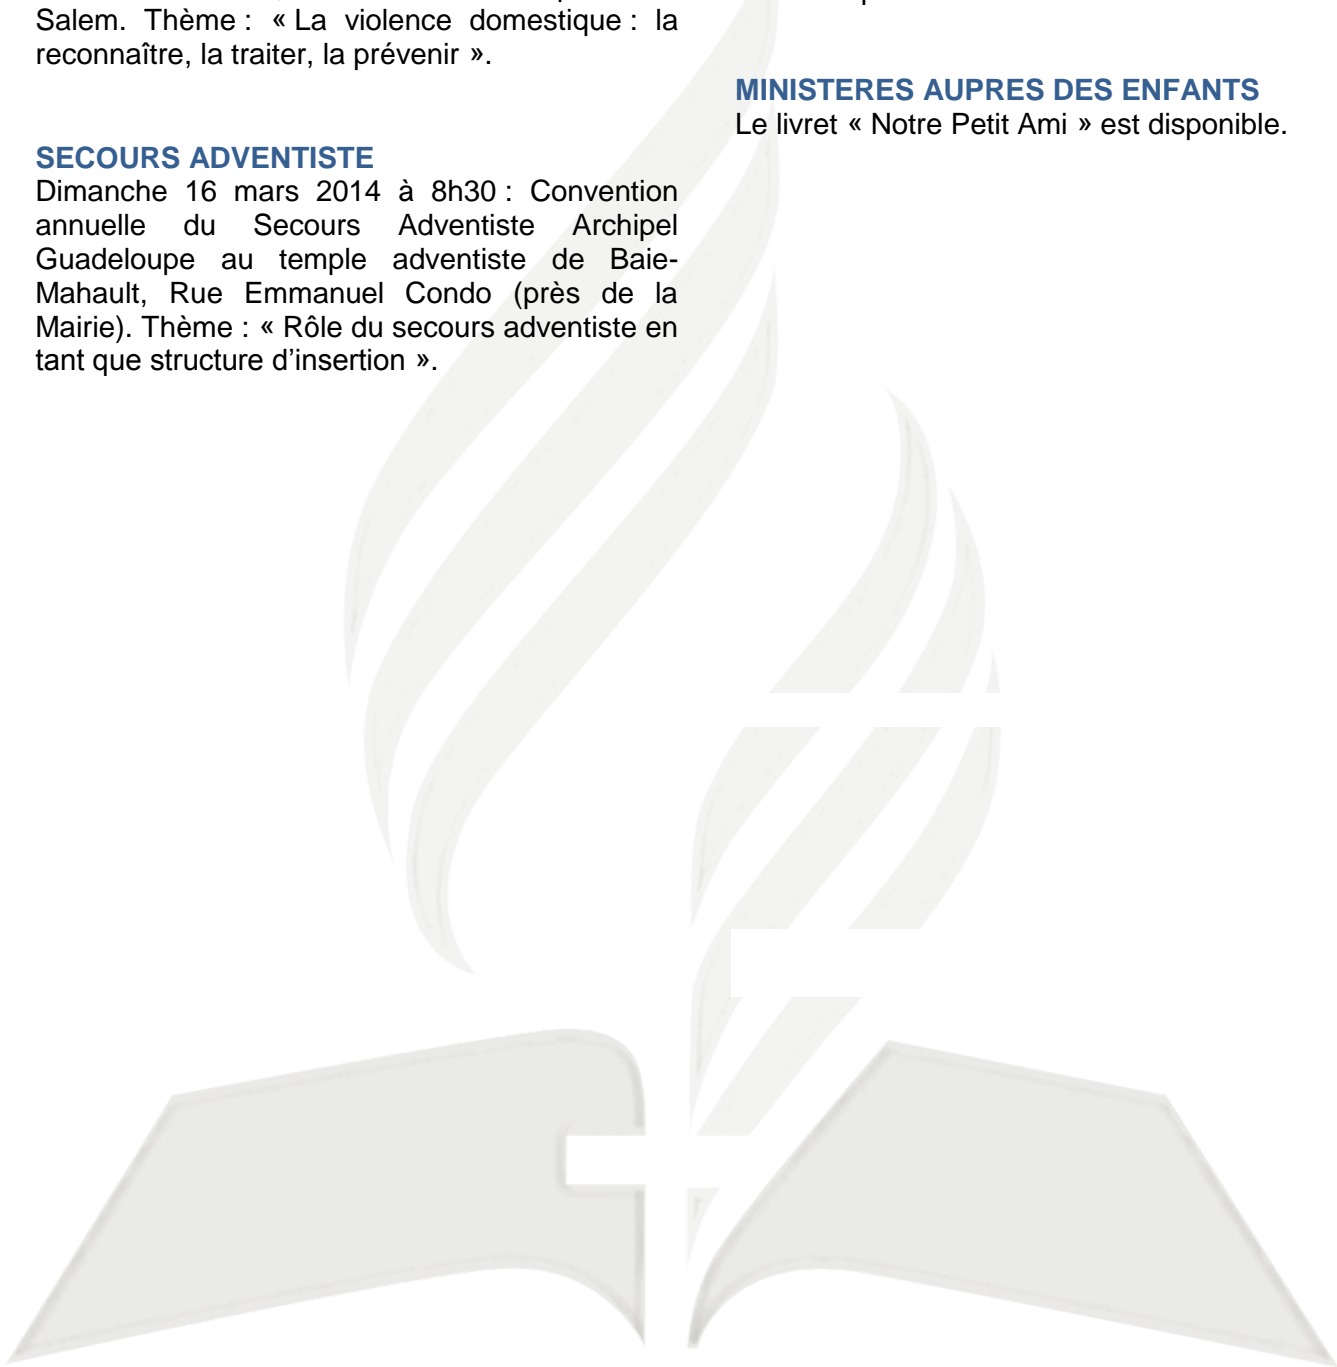 Salem. Thème : « La violence domestique : la
reconnaître, la traiter, la prévenir ».
SECOURS ADVENTISTE
Dimanche 16 mars 2014 à 8h30 : Convention
annuelle du Secours Adventiste Archipel
Guadeloupe au temple adventiste de Baie-
Mahault, Rue Emmanuel Condo (près de la
Mairie). Thème : « Rôle du secours adventiste en
tant que structure d’insertion ».
MINISTERES AUPRES DES ENFANTS
Le livret « Notre Petit Ami » est disponible.